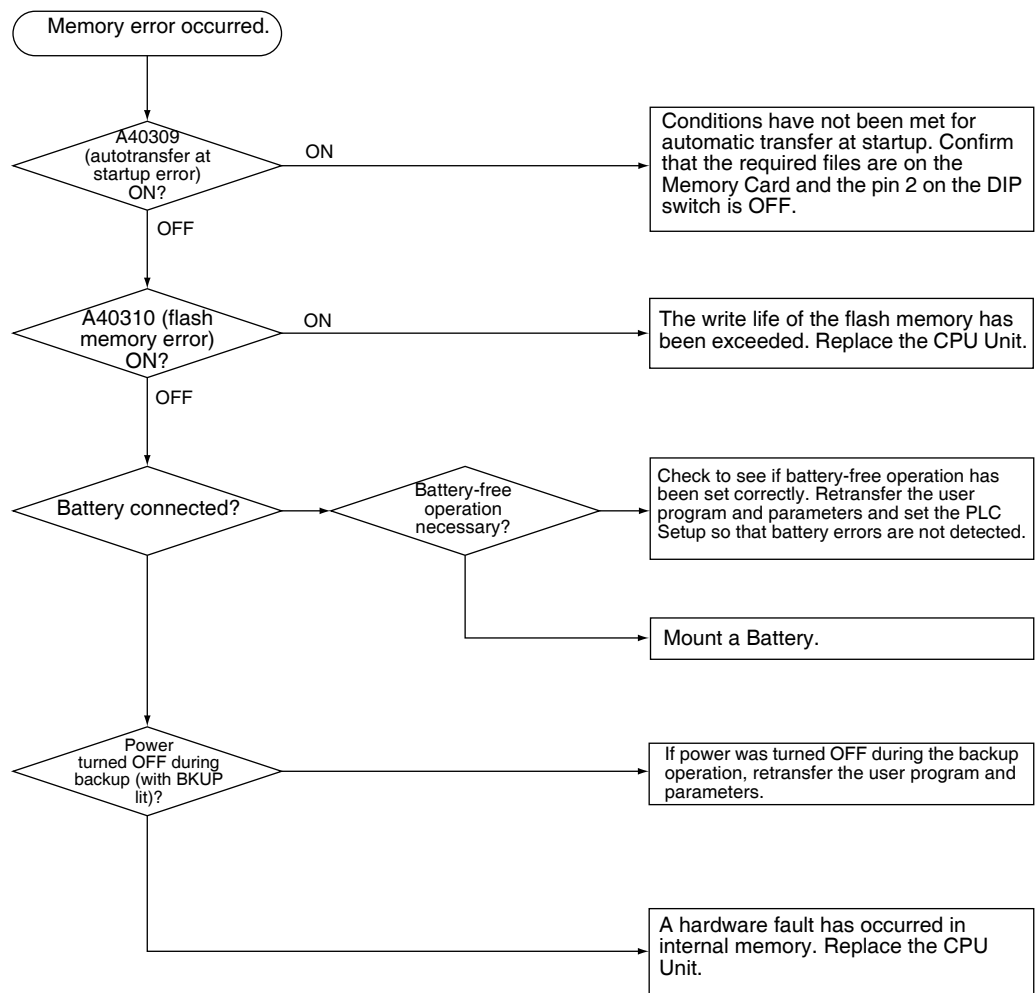 Memory error occurred.
A40309
(autotransfer at
startup error)
ON?
ON
Conditions have not been met for
automatic transfer at startup. Confirm
that the required files are on the
Memory Card and the pin 2 on the DIP
switch is OFF.
OFF
A40310 (flash
memory error)
ON?
ON
The write life of the flash memory has
been exceeded. Replace the CPU Unit.
OFF
Battery connected?
Battery-free
operation
necessary?
Check to see if battery-free operation has
been set correctly. Retransfer the user
program and parameters and set the PLC
Setup so that battery errors are not detected.
Mount a Battery.
Power
turned OFF during
backup (with BKUP
lit)?
If power was turned OFF during the backup
operation, retransfer the user program and
parameters.
A hardware fault has occurred in
internal memory. Replace the CPU
Unit.